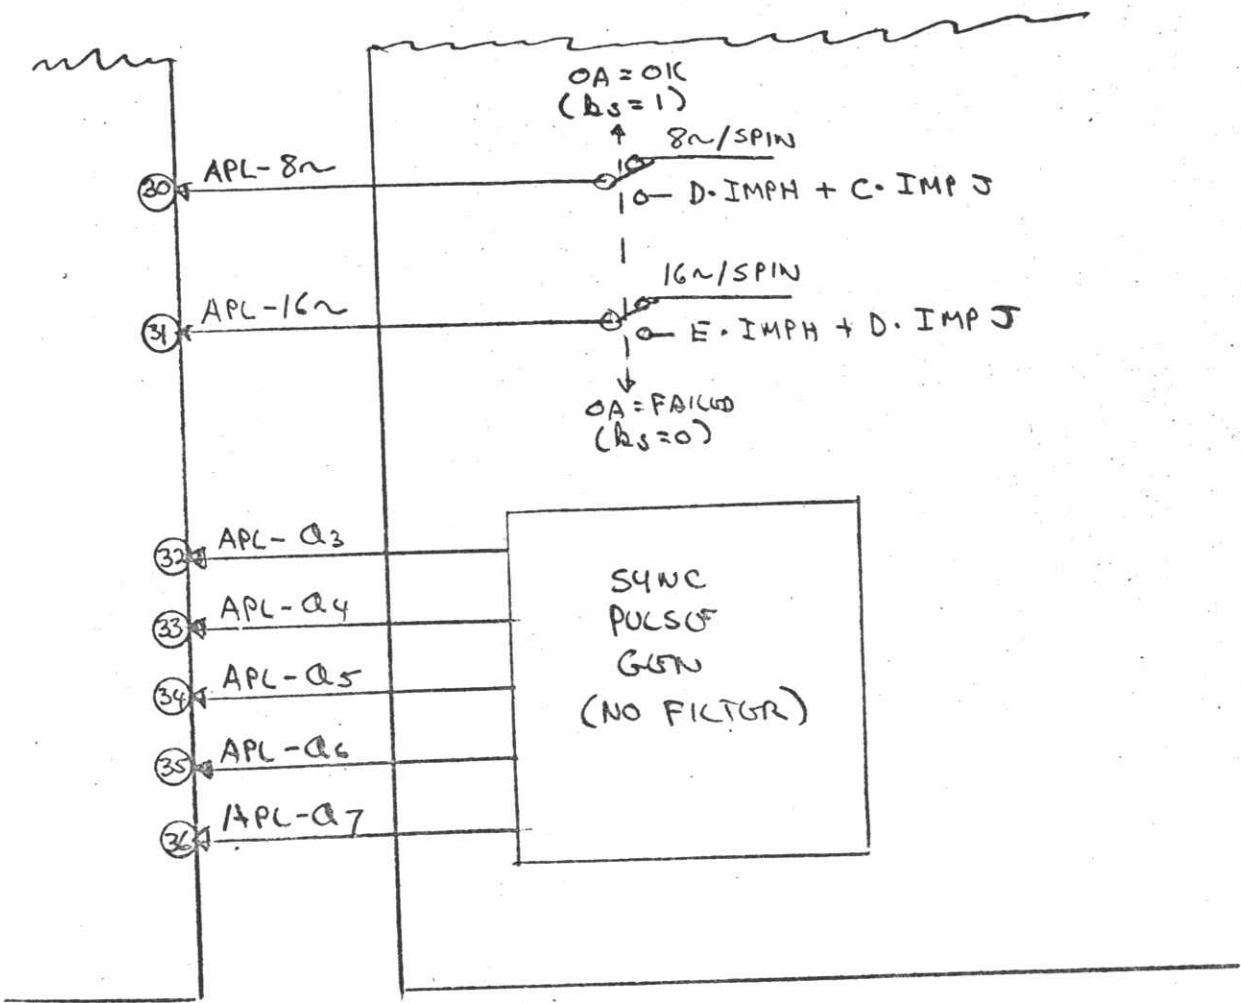 OA = OK
(bs = 1)
8~/SPIN
30 APL-8~
D·IMPH + C·IMP J
16~/SPIN
31 APL-16~
E·IMPH + D·IMP J
OA = FAILED
(bs = 0)
32 APL-Q3
33 APL-Q4
34 APL-Q5
35 APL-Q6
36 APL-Q7
SYNC
PULSE
GEN
(NO FILTER)